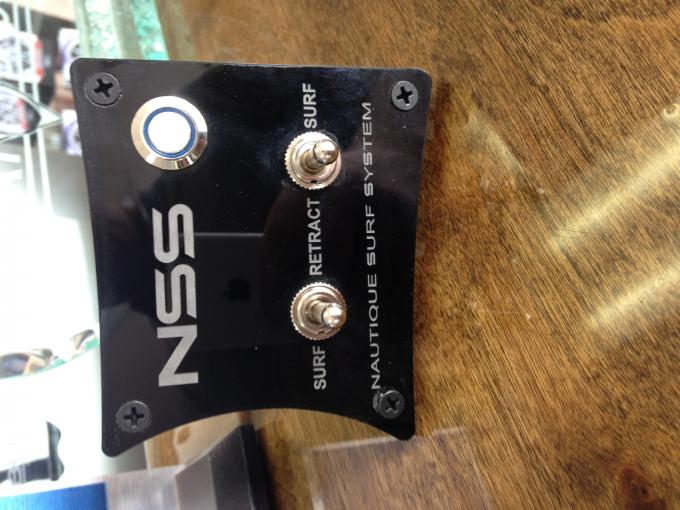 NSS
SURF RETRACT SURF
NAUTIQUE SURF SYSTEM